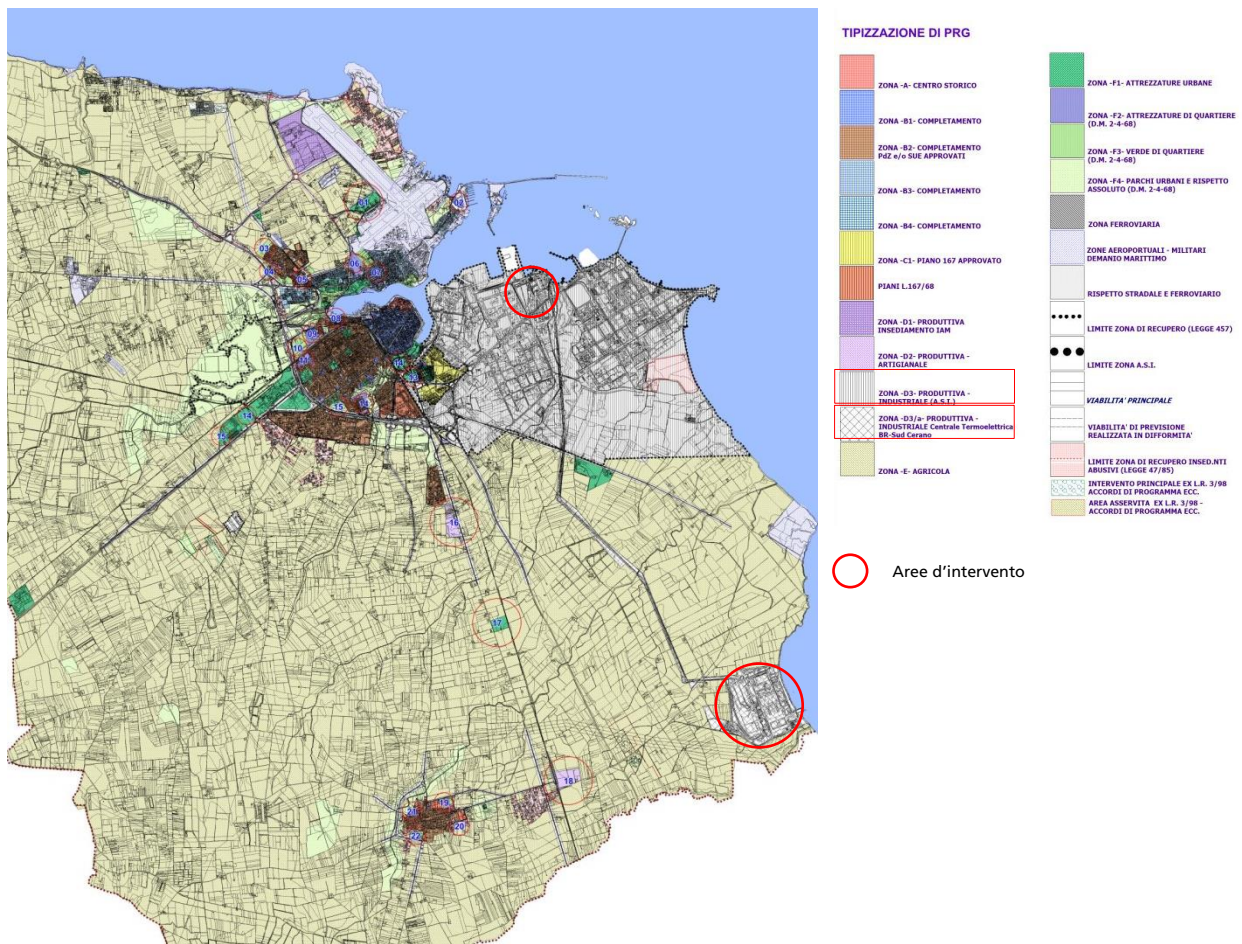 TIPIZZAZIONE DI PRG
ZONA -A- CENTRO STORICO
ZONA -B1- COMPLETAMENTO
ZONA -B2- COMPLETAMENTO
PdZ e/o SUE APPROVATI
ZONA -B3- COMPLETAMENTO
ZONA -B4- COMPLETAMENTO
ZONA -C1- PIANO 167 APPROVATO
PIANI L.167/68
ZONA -D1- PRODUTTIVA
INSEDIAMENTO IAM
ZONA -D2- PRODUTTIVA -
ARTIGIANALE
ZONA -D3- PRODUTTIVA -
INDUSTRIALE (A.S.I.)
ZONA -D3/a- PRODUTTIVA -
INDUSTRIALE Centrale Termoelettrica
BR-Sud Cerano
ZONA -E- AGRICOLA
ZONA -F1- ATTREZZATURE URBANE
ZONA -F2- ATTREZZATURE DI QUARTIERE
(D.M. 2-4-68)
ZONA -F3- VERDE DI QUARTIERE
(D.M. 2-4-68)
ZONA -F4- PARCHI URBANI E RISPETTO
ASSOLUTO (D.M. 2-4-68)
ZONA FERROVIARIA
ZONE AEROPORTUALI - MILITARI
DEMANIO MARITTIMO
RISPETTO STRADALE E FERROVIARIO
LIMITE ZONA DI RECUPERO (LEGGE 457)
LIMITE ZONA A.S.I.
VIABILITA' PRINCIPALE
VIABILITA' DI PREVISIONE
REALIZZATA IN DIFFORMITA'
LIMITE ZONA DI RECUPERO INSED.NTI
ABUSIVI (LEGGE 47/85)
INTERVENTO PRINCIPALE EX L.R. 3/98
ACCORDI DI PROGRAMMA ECC.
AREA ASSERVITA EX L.R. 3/98 -
ACCORDI DI PROGRAMMA ECC.
Aree d'intervento
03
04
06
10
14
15
15
16
17
18
19
20
21
22